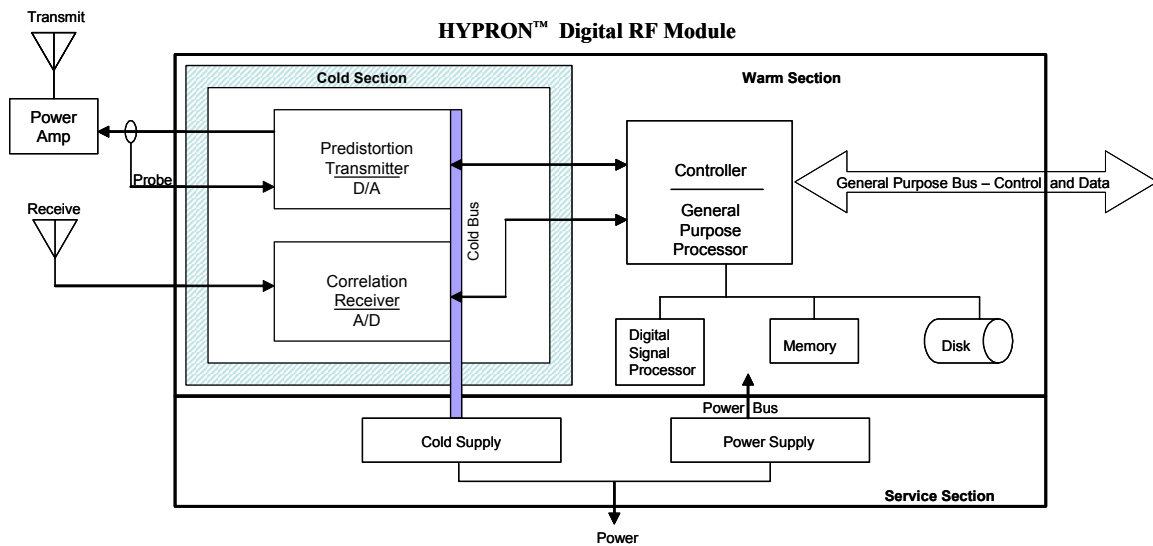 Transmit
HYPRON™ Digital RF Module
Cold Section
Warm Section
Power
Amp
Predistortion
Transmitter
D/A
Probe
Controller
General
Purpose
Processor
General Purpose Bus – Control and Data
Receive
Cold Bus
Correlation
Receiver
A/D
Digital
Signal
Processor
Memory
Disk
Power Bus
Cold Supply
Power Supply
Service Section
Power